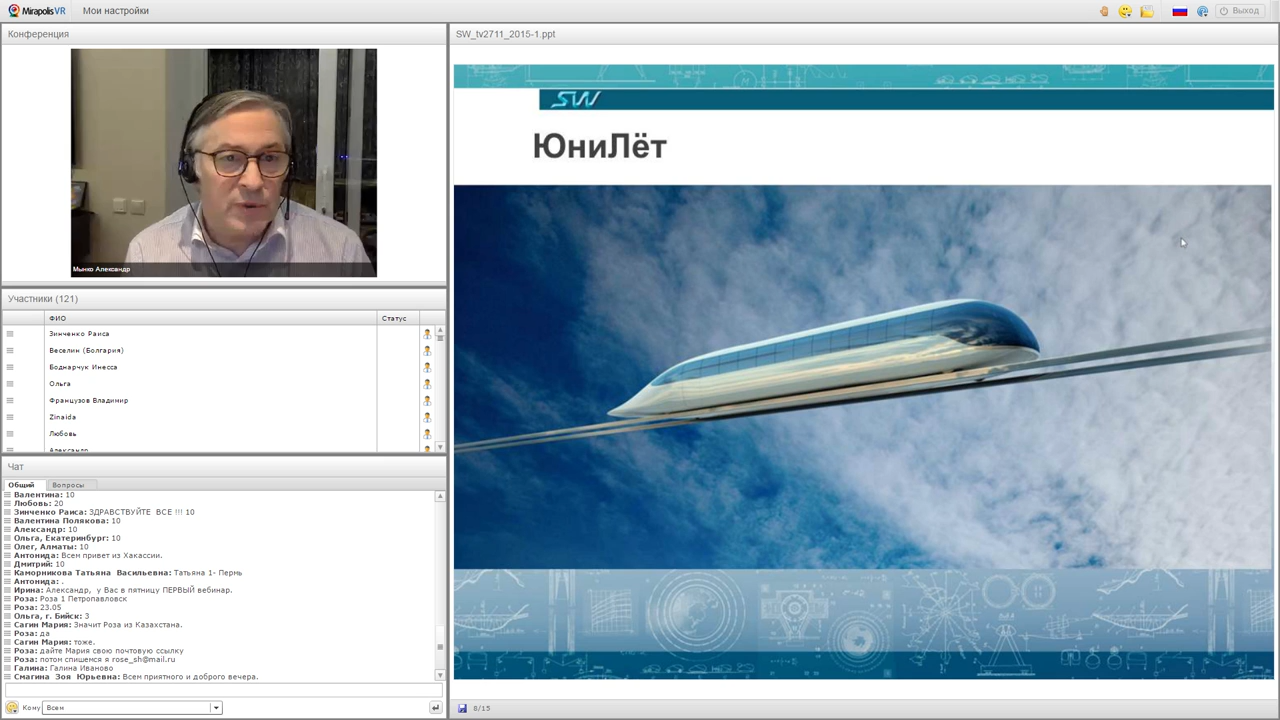 Mirapolis VR
Мои настройки
Выход
Конференция
Мынко Александр
Участники (121)
ФИО
Статус
Зинченко Раиса
Веселин (Болгария)
Боднарчук Инесса
Ольга
Французов Владимир
Zinaida
Любовь
Александр
Чат
Общий
Вопросы
Валентина: 10
Любовь: 20
Зинченко Раиса: ЗДРАВСТВУЙТЕ ВСЕ !!! 10
Валентина Полякова: 10
Александр: 10
Ольга, Екатеринбург: 10
Олег, Алматы: 10
Антонида: Всем привет из Хакассии.
Дмитрий: 10
Каморникова Татьяна Васильевна: Татьяна 1- Пермь
Антонида: .
Ирина: Александр, у Вас в пятницу ПЕРВЫЙ вебинар.
Роза: Роза 1 Петропавловск
Роза: 23.05
Ольга, г. Бийск: 3
Сагин Мария: Значит Роза из Казахстана.
Роза: да
Сагин Мария: тоже.
Роза: дайте Мария свою почтовую ссылку
Роза: потом спишемся я rose_sh@mail.ru
Галина: Галина Иваново
Смагина Зоя Юрьевна: Всем приятного и доброго вечера.
Кому
Всем
SW_tv2711_2015-1.ppt
SW
ЮниЛёт
8/15